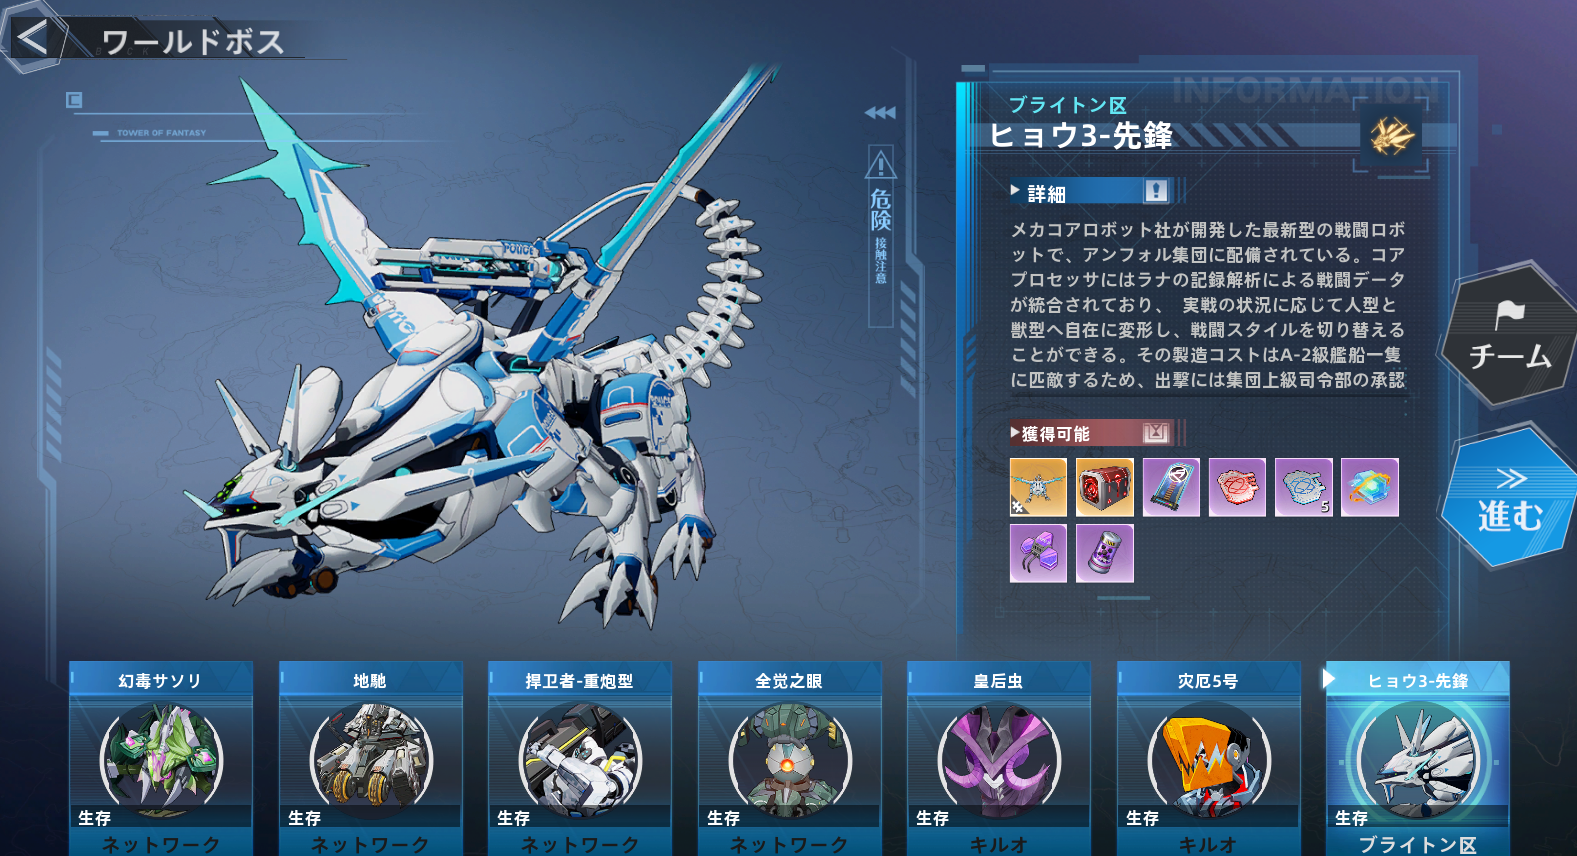 ワールドボス
TOWER OF FANTASY
危険
接触注意
INFORMATION
ブライトン区
ヒョウ3-先鋒
詳細
メカコアロボット社が開発した最新型の戦闘ロボ
ットで、アンフォル集団に配備されている。コア
プロセッサにはラナの記録解析による戦闘データ
が統合されており、 実戦の状況に応じて人型と
獣型へ自在に変形し、戦闘スタイルを切り替える
ことができる。その製造コストはA-2級艦船一隻
に匹敵するため、出撃には集団上級司令部の承認
獲得可能
5
チーム
進む
幻毒サソリ
地馳
捍卫者-重炮型
全觉之眼
皇后虫
灾厄5号
ヒョウ3-先鋒
生存
生存
生存
生存
生存
生存
生存
ネットワーク
ネットワーク
ネットワーク
ネットワーク
キルオ
キルオ
ブライトン区